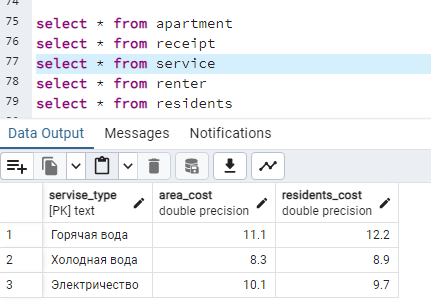 74
75 select * from apartment
76 select * from receipt
77 select * from service
78 select * from renter
79 select * from residents
Data Output Messages Notifications
servise_type area_cost residents_cost
[PK] text double precision double precision
1 Горячая вода 11.1 12.2
2 Холодная вода 8.3 8.9
3 Электричество 10.1 9.7